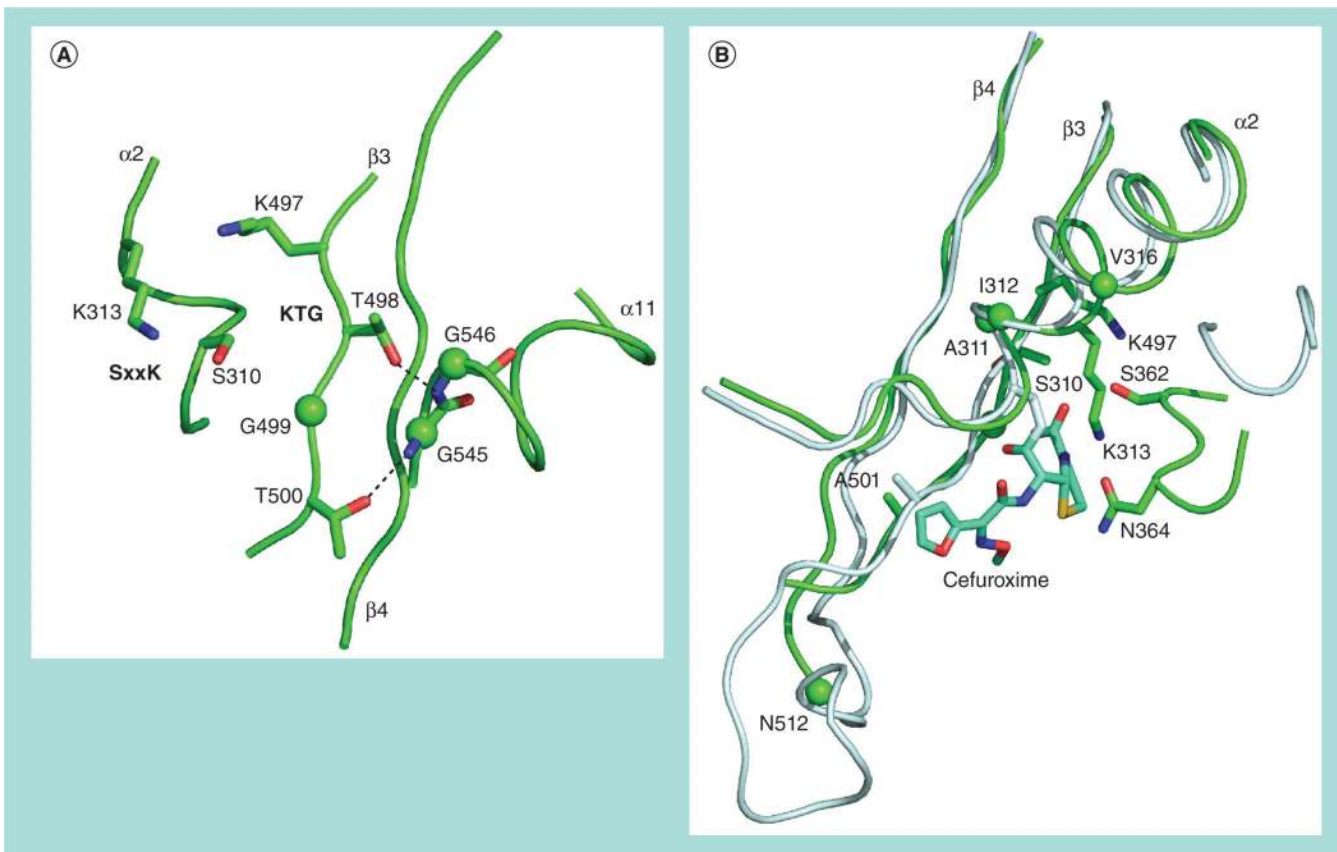 A
α2
β3
K497
K313
T498
KTG
G546
α11
SxxK
S310
G499
G545
T500
β4
B
β4
β3
α2
V316
I312
K497
A311
S362
S310
K313
A501
N364
Cefuroxime
N512